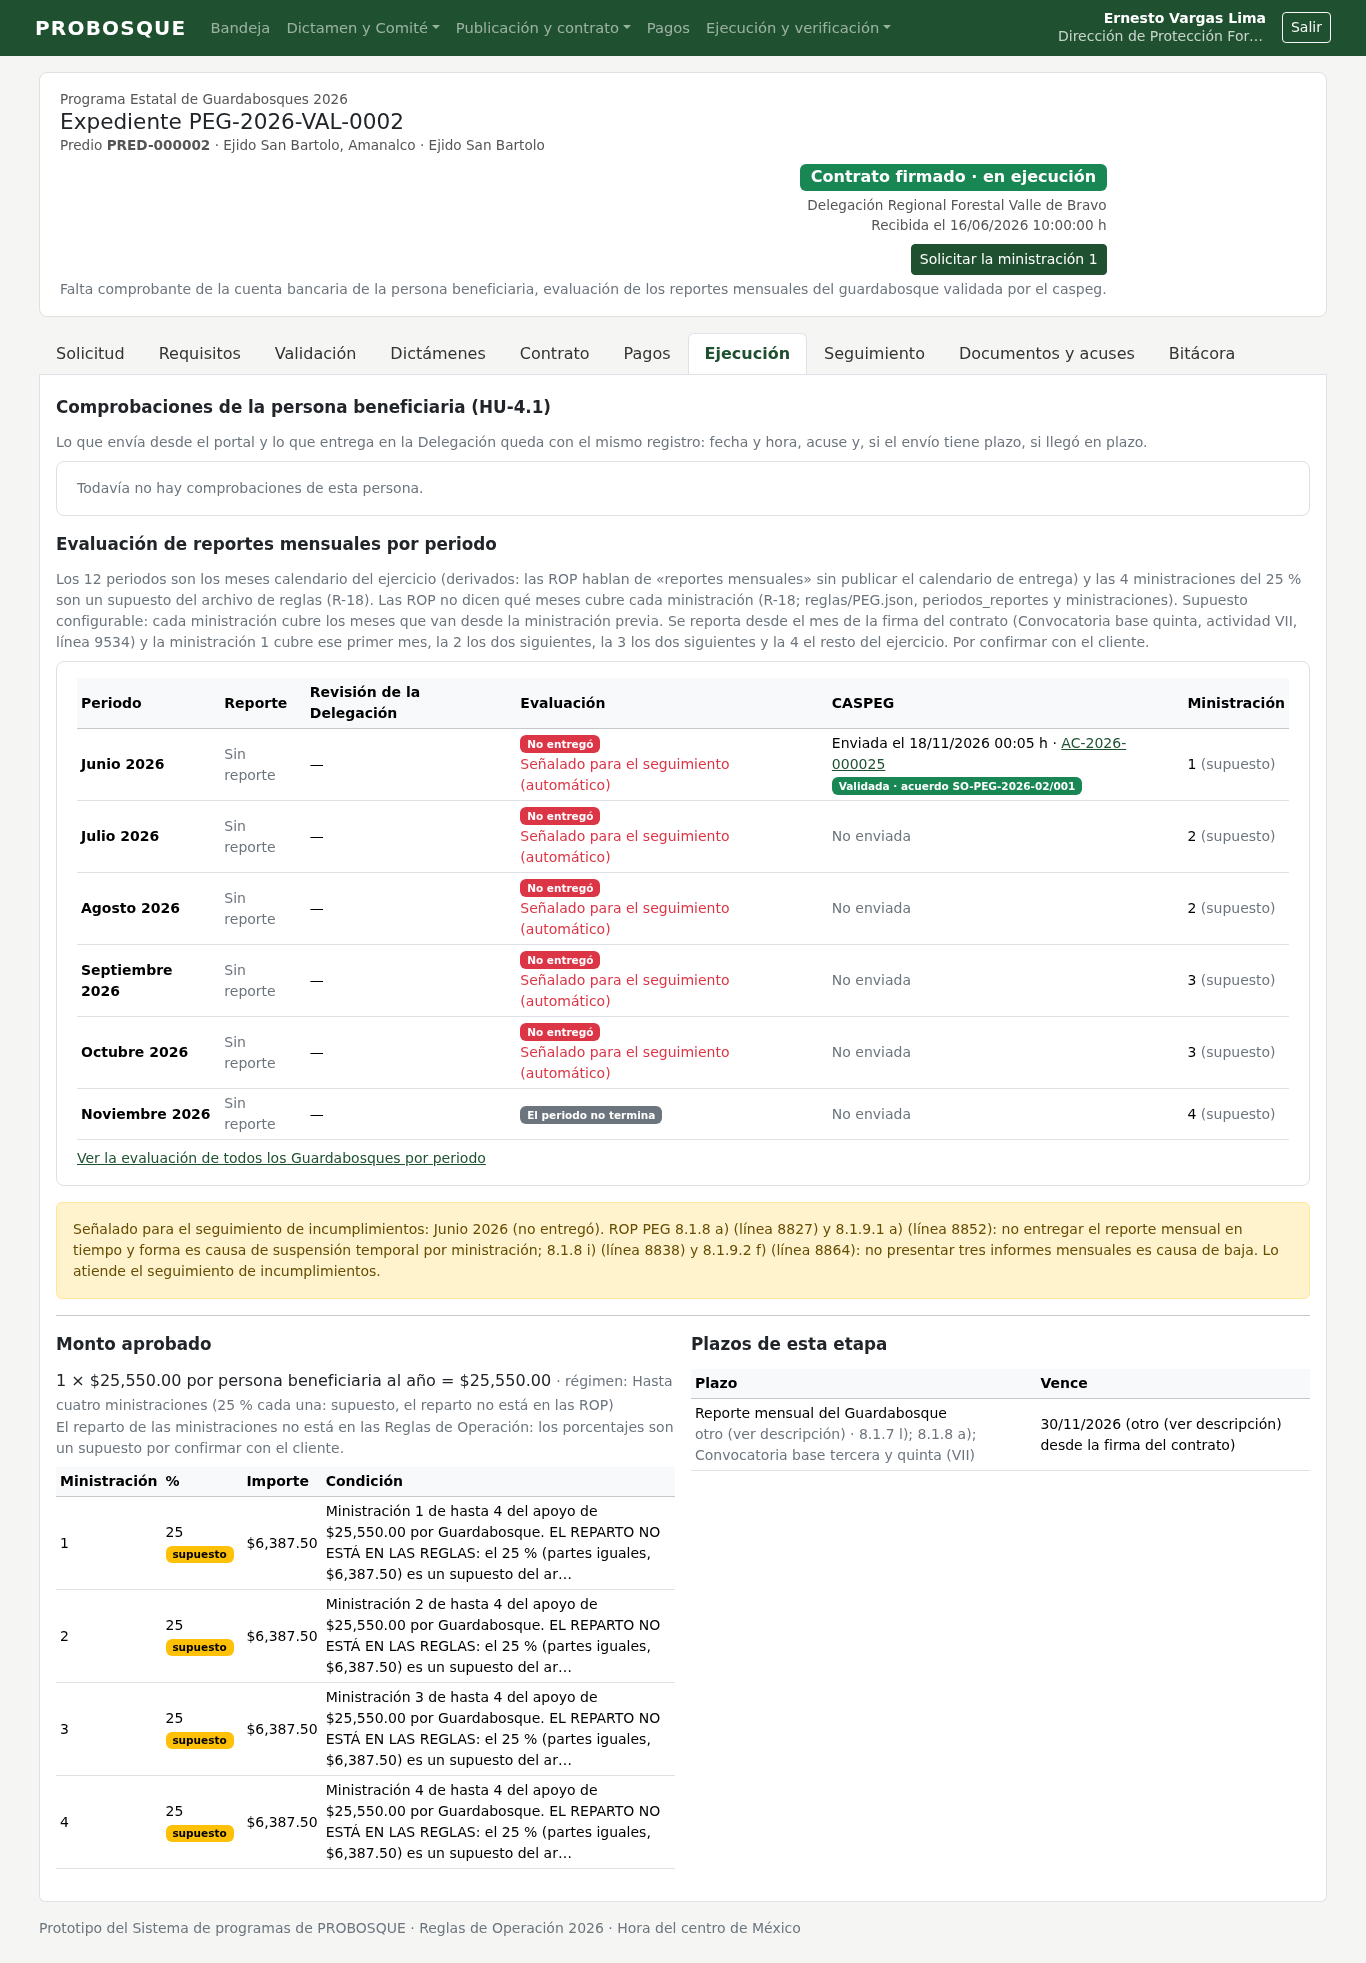 PROBOSQUE
Bandeja
Dictamen y Comité
Publicación y contrato
Pagos
Ejecución y verificación
Ernesto Vargas Lima
Dirección de Protección For…
Salir
Programa Estatal de Guardabosques 2026
Expediente PEG-2026-VAL-0002
Predio PRED-000002 · Ejido San Bartolo, Amanalco · Ejido San Bartolo
Contrato firmado · en ejecución
Delegación Regional Forestal Valle de Bravo
Recibida el 16/06/2026 10:00:00 h
Solicitar la ministración 1
Falta comprobante de la cuenta bancaria de la persona beneficiaria, evaluación de los reportes mensuales del guardabosque validada por el caspeg.
Solicitud
Requisitos
Validación
Dictámenes
Contrato
Pagos
Ejecución
Seguimiento
Documentos y acuses
Bitácora
Comprobaciones de la persona beneficiaria (HU-4.1)
Lo que envía desde el portal y lo que entrega en la Delegación queda con el mismo registro: fecha y hora, acuse y, si el envío tiene plazo, si llegó en plazo.
Todavía no hay comprobaciones de esta persona.
Evaluación de reportes mensuales por periodo
Los 12 periodos son los meses calendario del ejercicio (derivados: las ROP hablan de «reportes mensuales» sin publicar el calendario de entrega) y las 4 ministraciones del 25 %
son un supuesto del archivo de reglas (R-18). Las ROP no dicen qué meses cubre cada ministración (R-18; reglas/PEG.json, periodos_reportes y ministraciones). Supuesto
configurable: cada ministración cubre los meses que van desde la ministración previa. Se reporta desde el mes de la firma del contrato (Convocatoria base quinta, actividad VII,
línea 9534) y la ministración 1 cubre ese primer mes, la 2 los dos siguientes, la 3 los dos siguientes y la 4 el resto del ejercicio. Por confirmar con el cliente.
Periodo
Reporte
Revisión de la
Delegación
Evaluación
CASPEG
Ministración
Junio 2026
Sin
reporte
—
No entregó
Señalado para el seguimiento
(automático)
Enviada el 18/11/2026 00:05 h · AC-2026-
000025
Validada · acuerdo SO-PEG-2026-02/001
1 (supuesto)
Julio 2026
Sin
reporte
—
No entregó
Señalado para el seguimiento
(automático)
No enviada
2 (supuesto)
Agosto 2026
Sin
reporte
—
No entregó
Señalado para el seguimiento
(automático)
No enviada
2 (supuesto)
Septiembre
2026
Sin
reporte
—
No entregó
Señalado para el seguimiento
(automático)
No enviada
3 (supuesto)
Octubre 2026
Sin
reporte
—
No entregó
Señalado para el seguimiento
(automático)
No enviada
3 (supuesto)
Noviembre 2026
Sin
reporte
—
El periodo no termina
No enviada
4 (supuesto)
Ver la evaluación de todos los Guardabosques por periodo
Señalado para el seguimiento de incumplimientos: Junio 2026 (no entregó). ROP PEG 8.1.8 a) (línea 8827) y 8.1.9.1 a) (línea 8852): no entregar el reporte mensual en
tiempo y forma es causa de suspensión temporal por ministración; 8.1.8 i) (línea 8838) y 8.1.9.2 f) (línea 8864): no presentar tres informes mensuales es causa de baja. Lo
atiende el seguimiento de incumplimientos.
Monto aprobado
1 × $25,550.00 por persona beneficiaria al año = $25,550.00 · régimen: Hasta
cuatro ministraciones (25 % cada una: supuesto, el reparto no está en las ROP)
El reparto de las ministraciones no está en las Reglas de Operación: los porcentajes son
un supuesto por confirmar con el cliente.
Ministración
%
Importe
Condición
1
25
supuesto
$6,387.50
Ministración 1 de hasta 4 del apoyo de
$25,550.00 por Guardabosque. EL REPARTO NO
ESTÁ EN LAS REGLAS: el 25 % (partes iguales,
$6,387.50) es un supuesto del ar…
2
25
supuesto
$6,387.50
Ministración 2 de hasta 4 del apoyo de
$25,550.00 por Guardabosque. EL REPARTO NO
ESTÁ EN LAS REGLAS: el 25 % (partes iguales,
$6,387.50) es un supuesto del ar…
3
25
supuesto
$6,387.50
Ministración 3 de hasta 4 del apoyo de
$25,550.00 por Guardabosque. EL REPARTO NO
ESTÁ EN LAS REGLAS: el 25 % (partes iguales,
$6,387.50) es un supuesto del ar…
4
25
supuesto
$6,387.50
Ministración 4 de hasta 4 del apoyo de
$25,550.00 por Guardabosque. EL REPARTO NO
ESTÁ EN LAS REGLAS: el 25 % (partes iguales,
$6,387.50) es un supuesto del ar…
Plazos de esta etapa
Plazo
Vence
Reporte mensual del Guardabosque
otro (ver descripción) · 8.1.7 l); 8.1.8 a);
Convocatoria base tercera y quinta (VII)
30/11/2026 (otro (ver descripción)
desde la firma del contrato)
Prototipo del Sistema de programas de PROBOSQUE · Reglas de Operación 2026 · Hora del centro de México